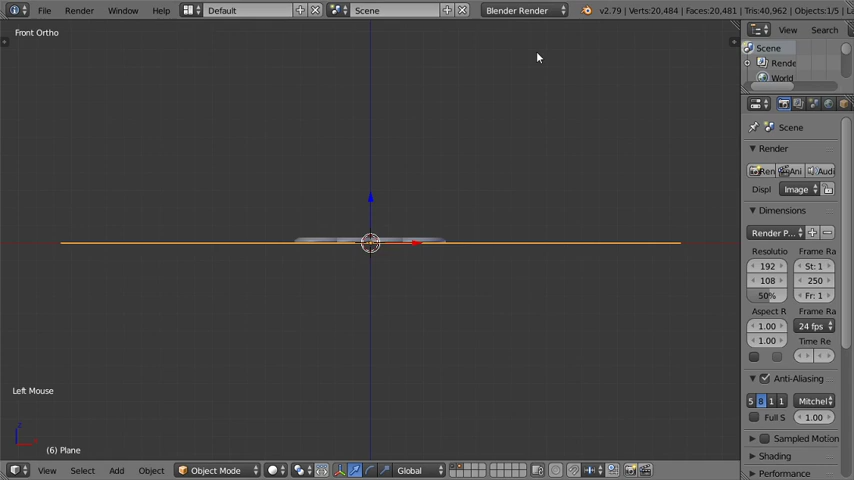 File Render Window Help Default Scene Blender Render v2.79 | Verts:20,484 | Faces:20,481 | Tris:40,962 | Objects:1/5 |
Front Ortho
View Search
Scene
Rende
World
Scene
Render
Ren Ani Audi
Displ Image
Dimensions
Render P...
Resolutio Frame Ra
192 St: 1
108 250
50% Fr: 1
Aspect R Frame Ra
1.00 24 fps
1.00 Time Re
Anti-Aliasing
5 8 1 1 Mitchel
Full S 1.00
Sampled Motion
Shading
Performance
Left Mouse
z
(6) Plane
View Select Add Object Object Mode Global